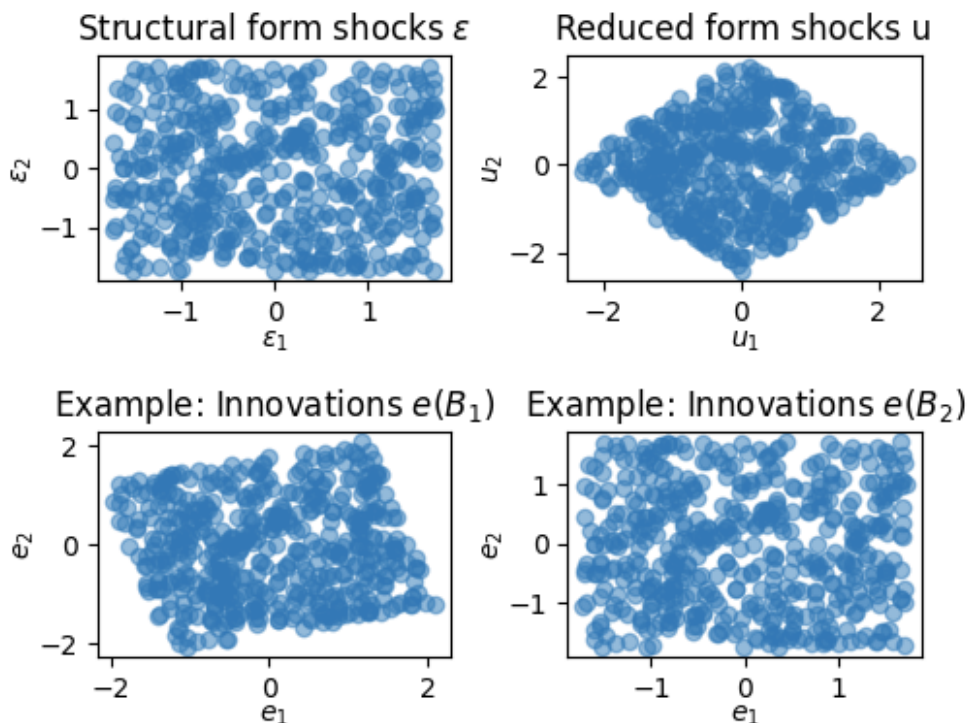 Structural form shocks ε
Reduced form shocks u
ε₂
1
0
−1
−1
0
1
ε₁
u₂
2
0
−2
−2
0
2
u₁
Example: Innovations e(B₁)
Example: Innovations e(B₂)
e₂
2
0
−2
−2
0
2
e₁
e₂
1
0
−1
−1
0
1
e₁